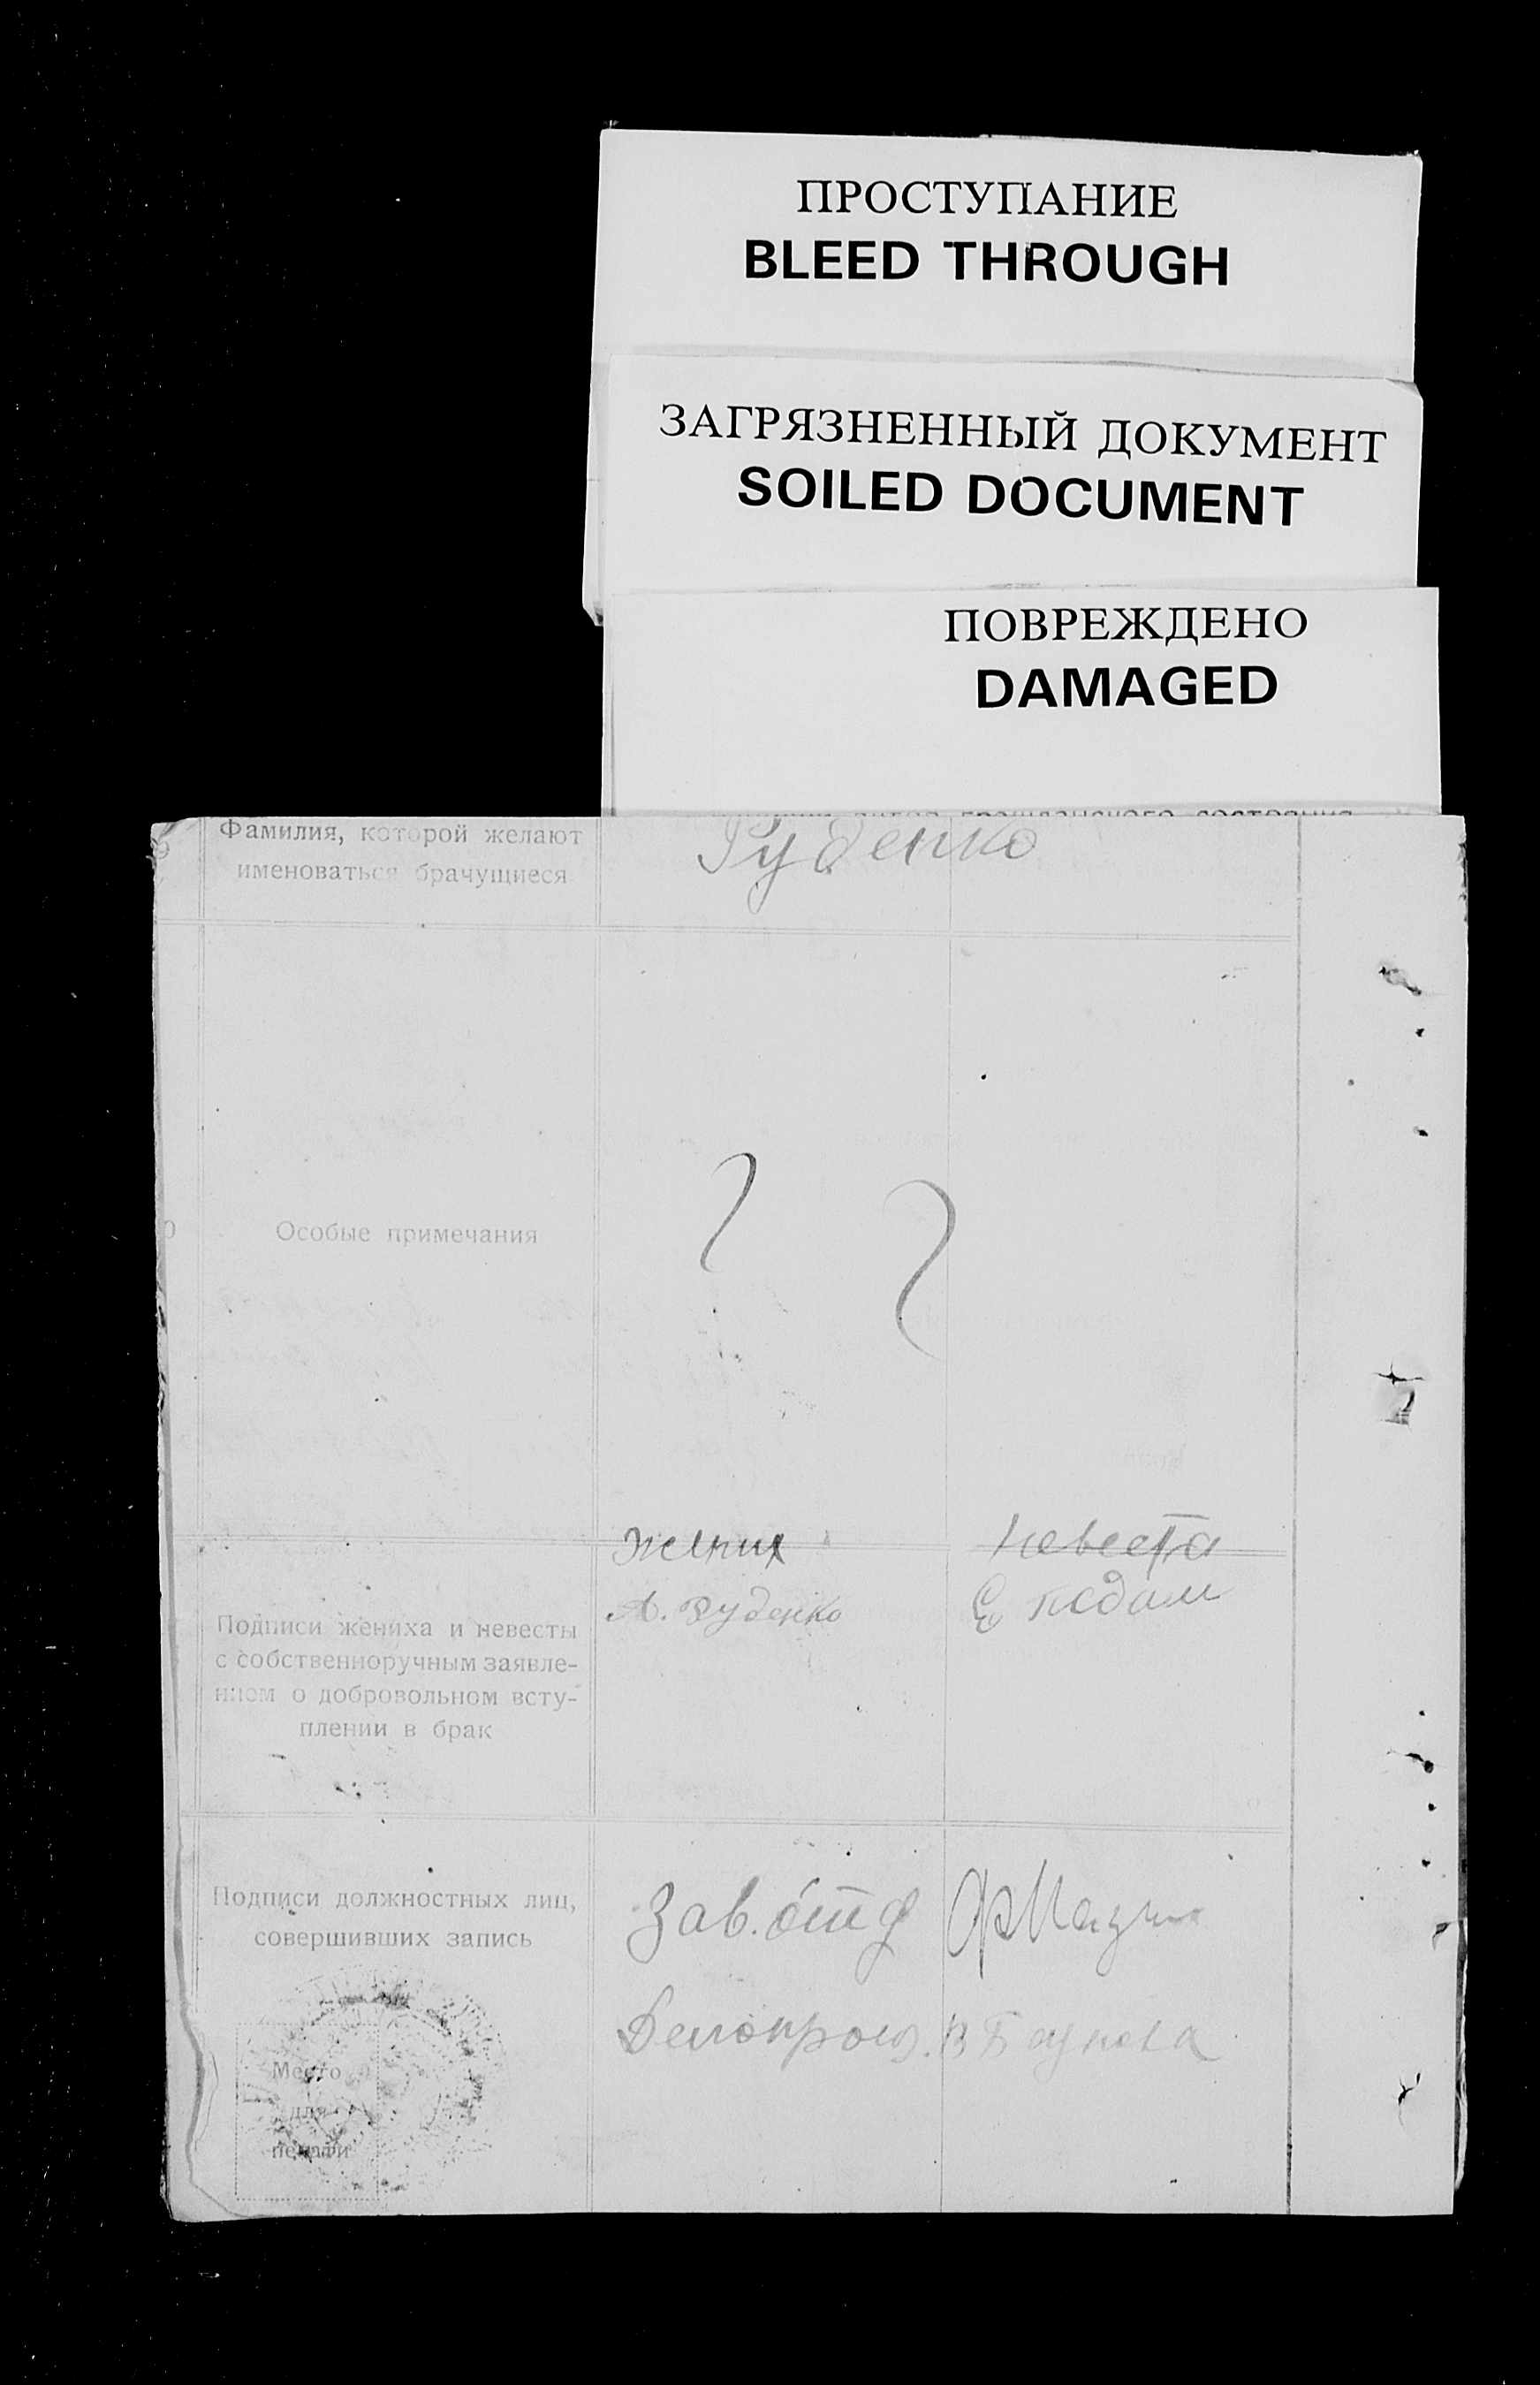 ПРОСТУПАНИЕ
BLEED THROUGH
ЗАГРЯЗНЕННЫЙ ДОКУМЕНТ
SOILED DOCUMENT
ПОВРЕЖДЕНО
DAMAGED
Фамилия, которой желают
именоваться брачущиеся
Руденко
Особые примечания
Жених
Невеста
А. Руденко
Е
Подписи жениха и невесты
с собственноручным заявле-
нием о добровольном всту-
плении в брак
Подписи должностных лиц,
совершивших запись
Зав. отд
Делопроиз. В
Место
для
печати